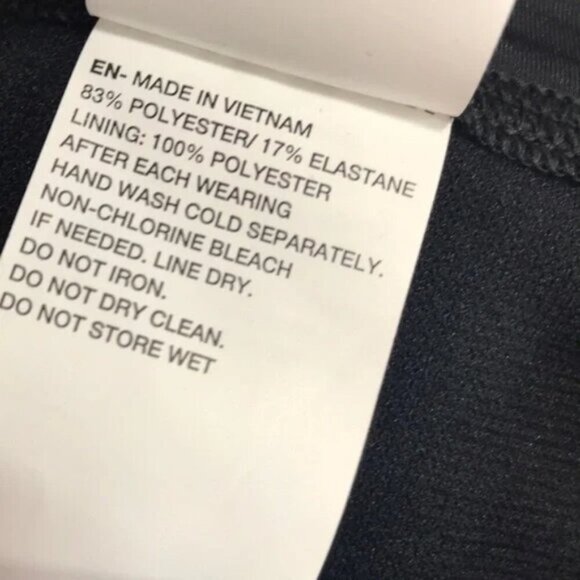 EN- MADE IN VIETNAM
83% POLYESTER/ 17% ELASTANE
LINING: 100% POLYESTER
AFTER EACH WEARING
HAND WASH COLD SEPARATELY.
NON-CHLORINE BLEACH
IF NEEDED. LINE DRY.
DO NOT IRON.
DO NOT DRY CLEAN.
DO NOT STORE WET